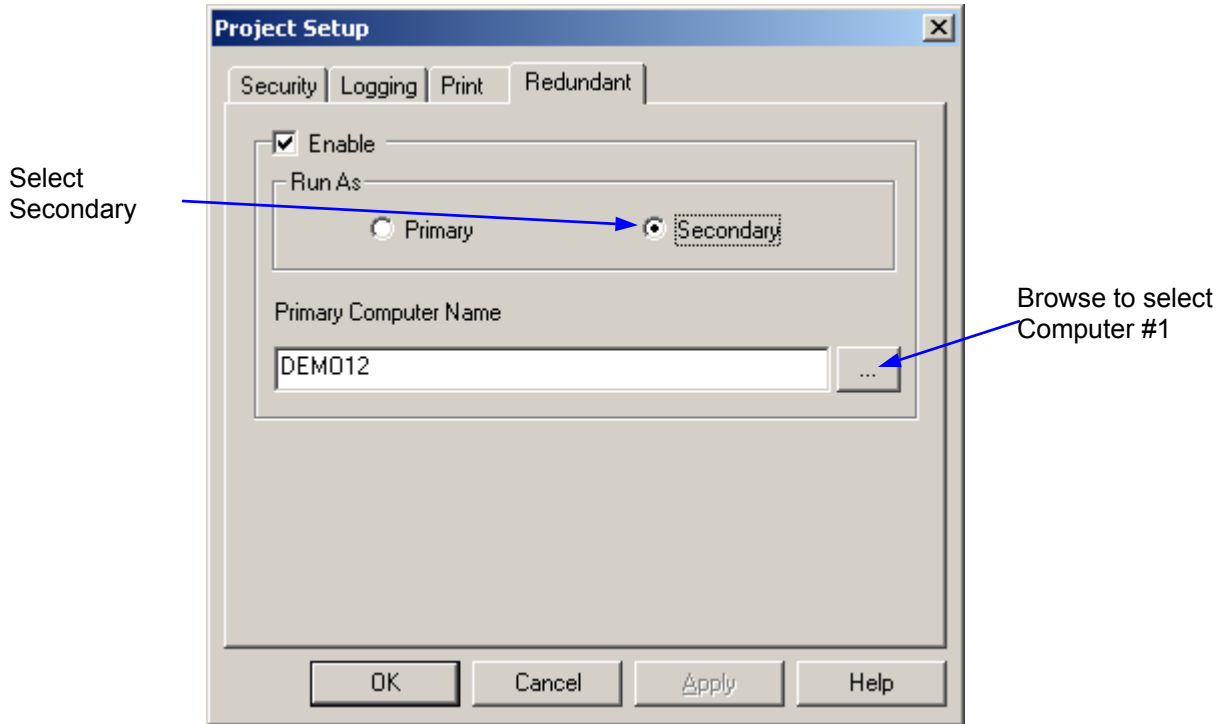 Project Setup
Security Logging Print Redundant
Enable
Select
Secondary
Run As
Primary Secondary
Primary Computer Name
Browse to select
Computer #1
DEMO12
...
OK Cancel Apply Help